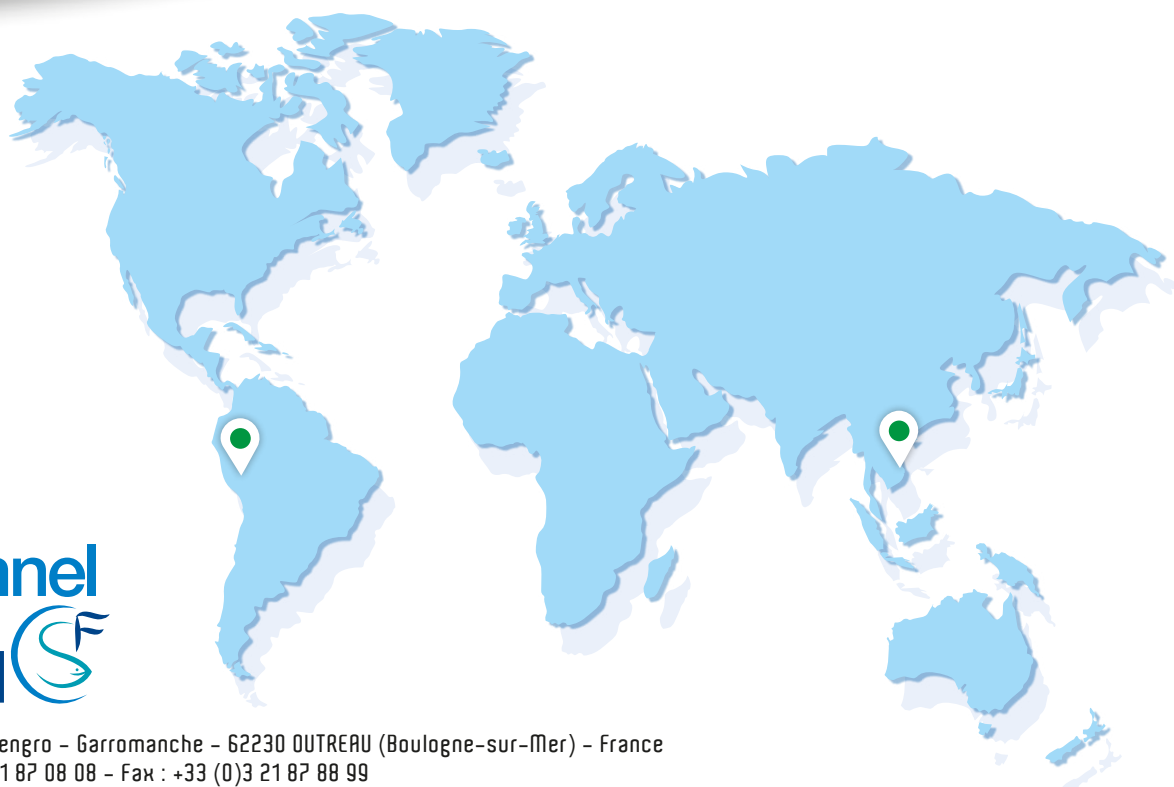 nnel
engro - Garromanche - 62230 OUTREAU (Boulogne-sur-Mer) - France
1 87 08 08 - Fax : +33 (0)3 21 87 88 99